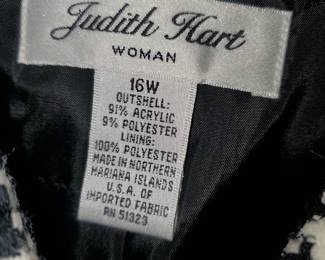 Judith Hart
WOMAN
16W
OUTSHELL:
91% ACRYLIC
9% POLYESTER
LINING:
100% POLYESTER
MADE IN NORTHERN
MARIANA ISLANDS
U.S.A. OF
IMPORTED FABRIC
RN 51323